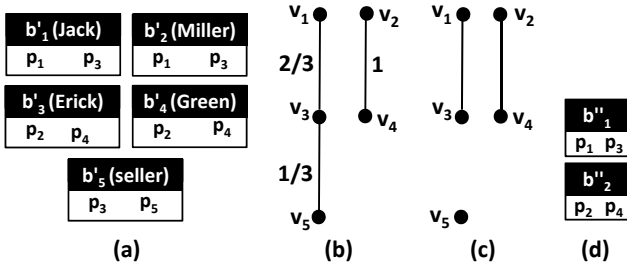 b'₁ (Jack) b'₂ (Miller)
p₁ p₃ p₁ p₃
b'₃ (Erick) b'₄ (Green)
p₂ p₄ p₂ p₄
b'₅ (seller)
p₃ p₅
(a)
v₁ v₂
2/3 1
v₃ v₄
1/3
v₅
(b)
v₁ v₂
v₃ v₄
v₅
(c)
b''₁
p₁ p₃
b''₂
p₂ p₄
(d)